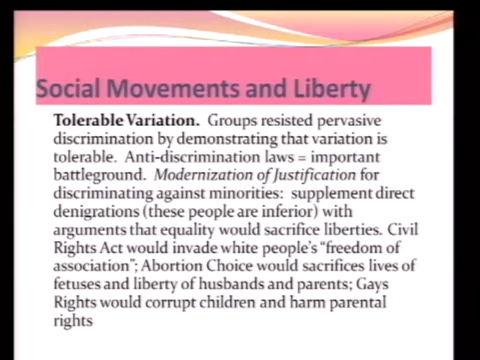 Social Movements and Liberty
Tolerable Variation. Groups resisted pervasive
discrimination by demonstrating that variation is
tolerable. Anti-discrimination laws = important
battleground. Modernization of Justification for
discriminating against minorities: supplement direct
denigrations (these people are inferior) with
arguments that equality would sacrifice liberties. Civil
Rights Act would invade white people's "freedom of
association"; Abortion Choice would sacrifices lives of
fetuses and liberty of husbands and parents; Gays
Rights would corrupt children and harm parental
rights